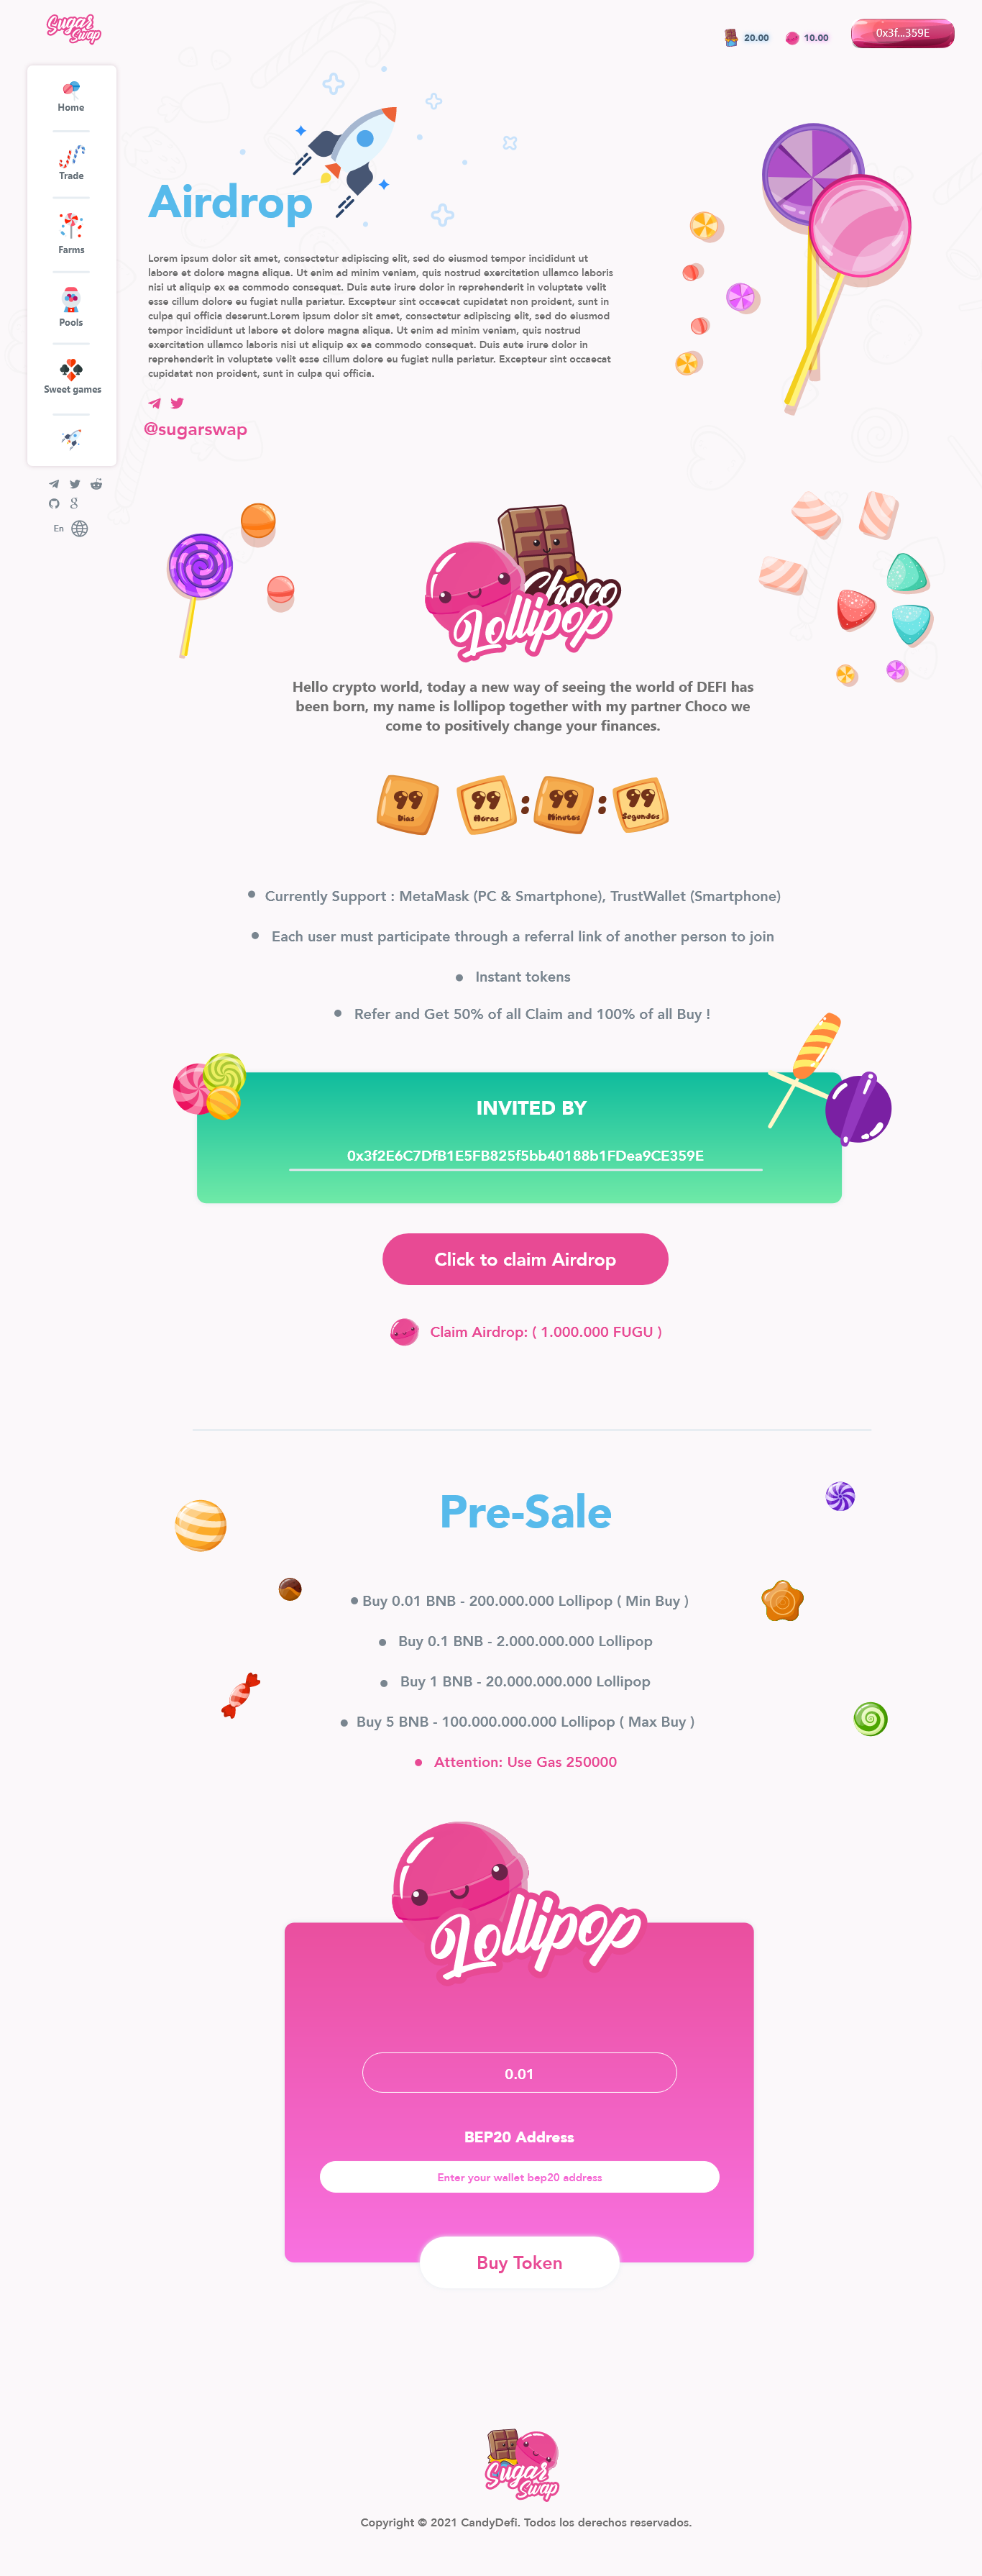 Sugar
Swap
20.00
10.00
0x3f...359E
Home
Trade
Farms
Pools
Sweet games
En
Airdrop
Lorem ipsum dolor sit amet, consectetur adipiscing elit, sed do eiusmod tempor incididunt ut
labore et dolore magna aliqua. Ut enim ad minim veniam, quis nostrud exercitation ullamco laboris
nisi ut aliquip ex ea commodo consequat. Duis aute irure dolor in reprehenderit in voluptate velit
esse cillum dolore eu fugiat nulla pariatur. Excepteur sint occaecat cupidatat non proident, sunt in
culpa qui officia deserunt.Lorem ipsum dolor sit amet, consectetur adipiscing elit, sed do eiusmod
tempor incididunt ut labore et dolore magna aliqua. Ut enim ad minim veniam, quis nostrud
exercitation ullamco laboris nisi ut aliquip ex ea commodo consequat. Duis aute irure dolor in
reprehenderit in voluptate velit esse cillum dolore eu fugiat nulla pariatur. Excepteur sint occaecat
cupidatat non proident, sunt in culpa qui officia.
@sugarswap
Choco
Lollipop
Hello crypto world, today a new way of seeing the world of DEFI has
been born, my name is lollipop together with my partner Choco we
come to positively change your finances.
99 99 : 99 : 99
Dias Horas Minutos Segundos
• Currently Support : MetaMask (PC & Smartphone), TrustWallet (Smartphone)
• Each user must participate through a referral link of another person to join
• Instant tokens
• Refer and Get 50% of all Claim and 100% of all Buy !
INVITED BY
0x3f2E6C7DfB1E5FB825f5bb40188b1FDea9CE359E
Click to claim Airdrop
Claim Airdrop: ( 1.000.000 FUGU )
Pre-Sale
• Buy 0.01 BNB - 200.000.000 Lollipop ( Min Buy )
• Buy 0.1 BNB - 2.000.000.000 Lollipop
• Buy 1 BNB - 20.000.000.000 Lollipop
• Buy 5 BNB - 100.000.000.000 Lollipop ( Max Buy )
• Attention: Use Gas 250000
Lollipop
0.01
BEP20 Address
Enter your wallet bep20 address
Buy Token
Sugar
Swap
Copyright © 2021 CandyDefi. Todos los derechos reservados.